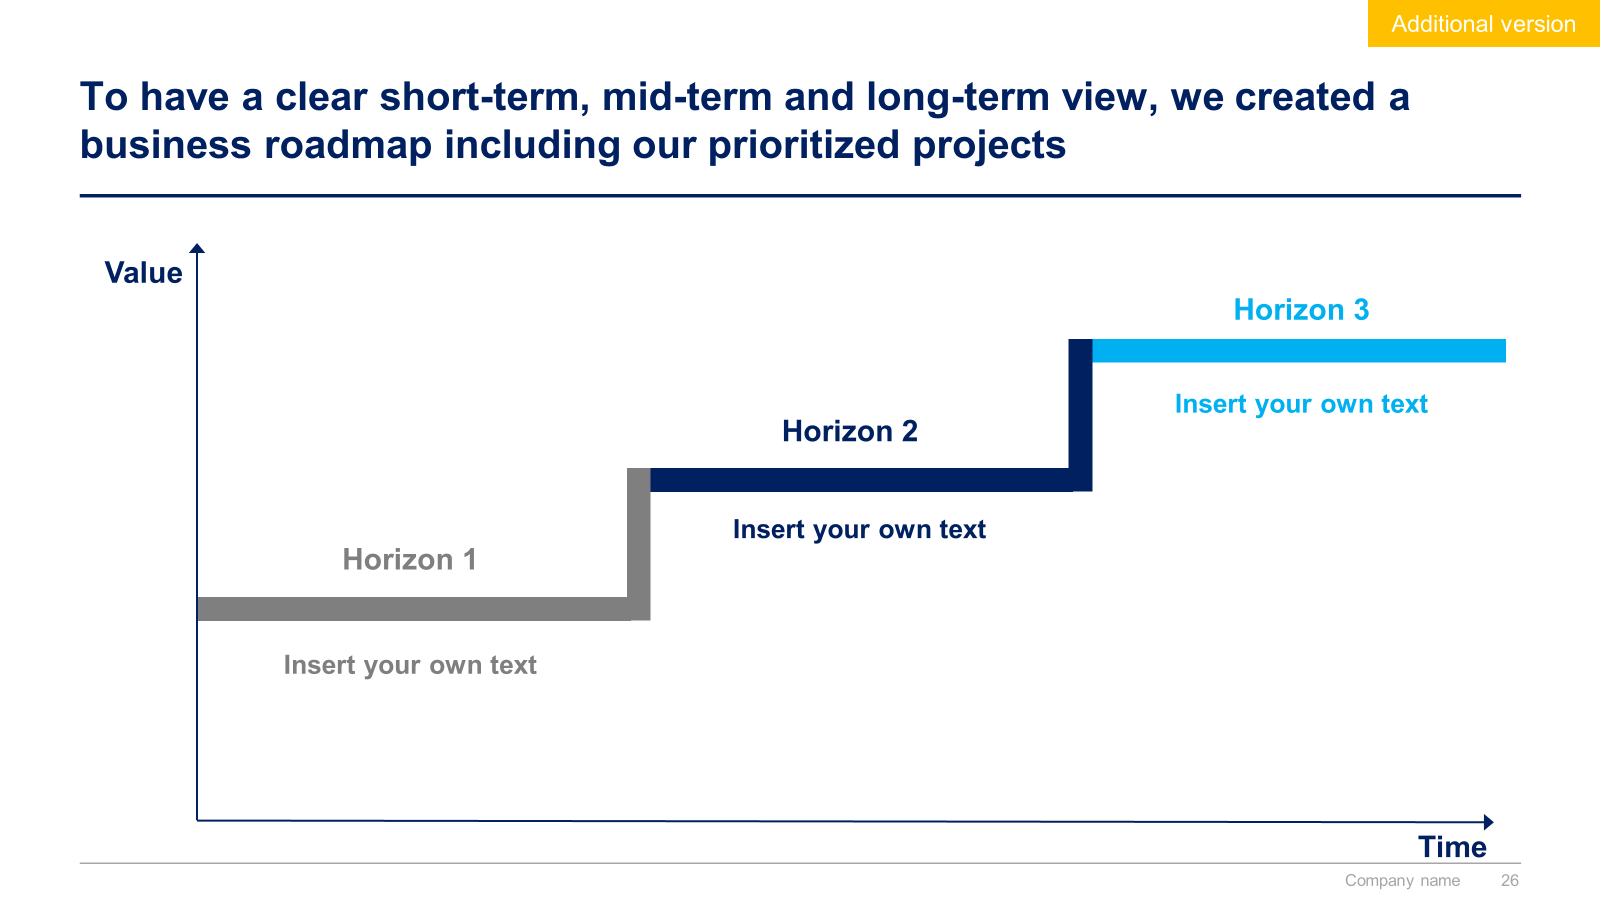 Additional version
To have a clear short-term, mid-term and long-term view, we created a
business roadmap including our prioritized projects
Value
Horizon 3
Insert your own text
Horizon 2
Insert your own text
Horizon 1
Insert your own text
Time
Company name 26